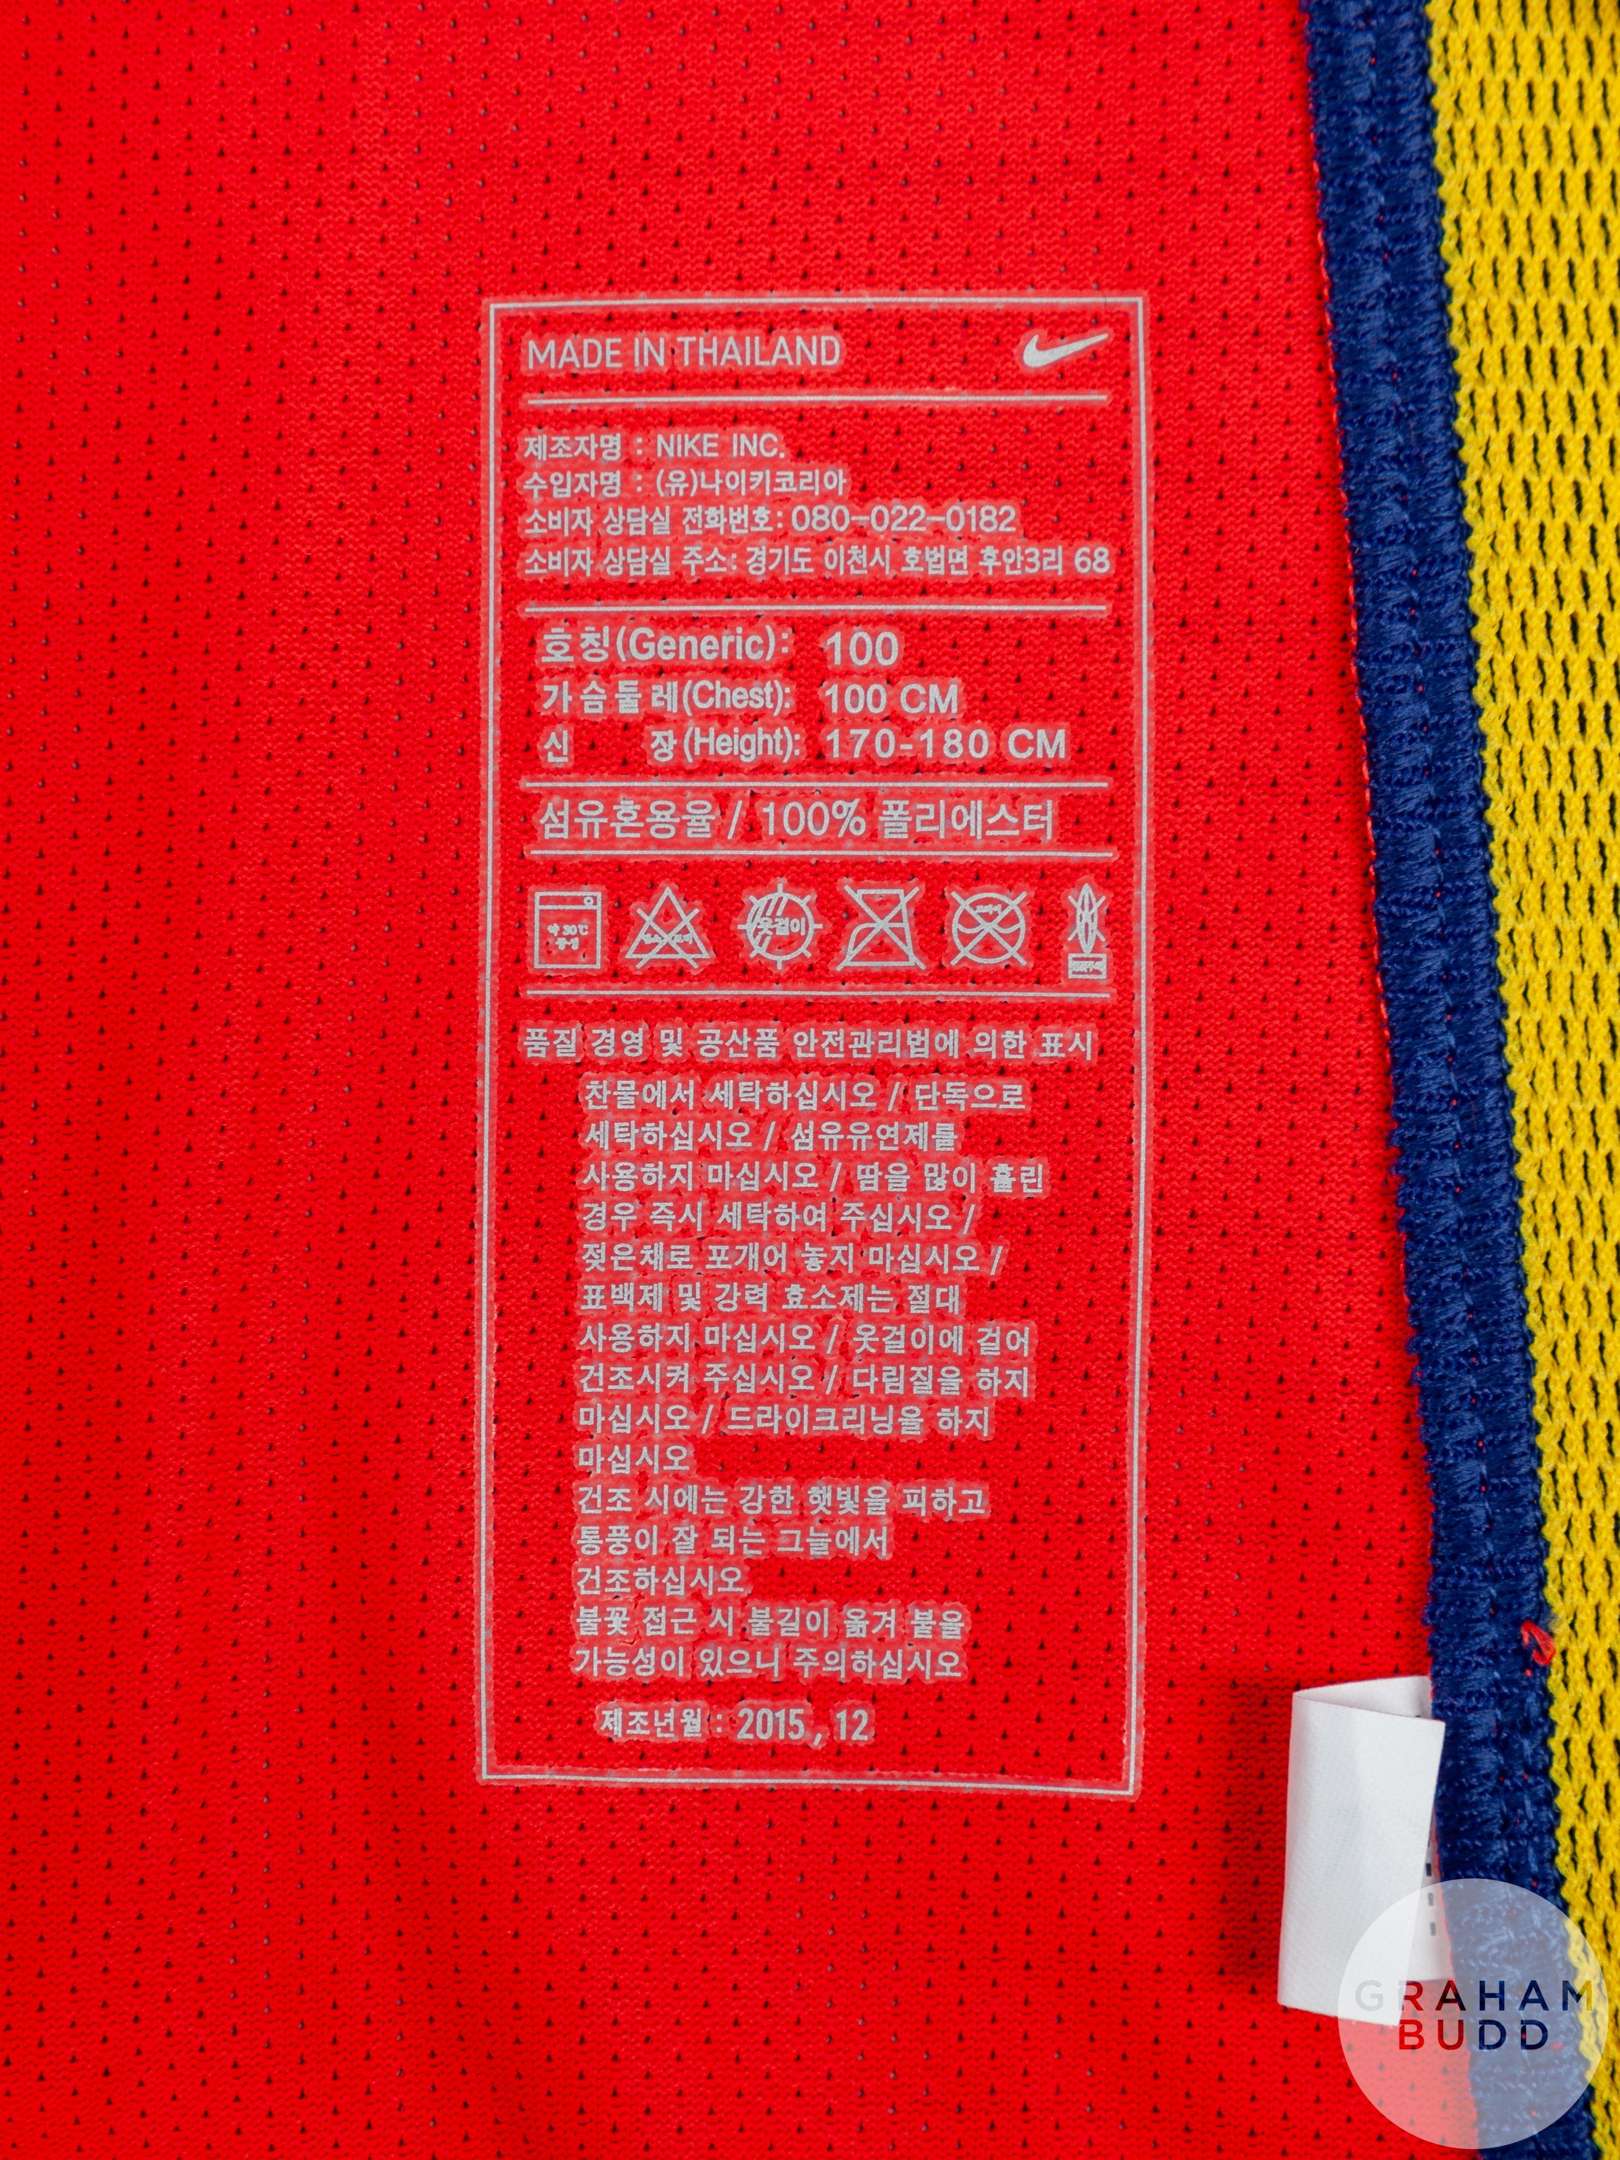 MADE IN THAILAND
제조자명 : NIKE INC.
수입자명 : (유)나이키코리아
소비자 상담실 전화번호: 080-022-0182
소비자 상담실 주소: 경기도 이천시 호법면 후안3리 68
호칭(Generic): 100
가슴둘레(Chest): 100 CM
신 장(Height): 170-180 CM
섬유혼용율 / 100% 폴리에스터
약 30℃ 옷걸이
중성
품질 경영 및 공산품 안전관리법에 의한 표시
찬물에서 세탁하십시오 / 단독으로
세탁하십시오 / 섬유유연제를
사용하지 마십시오 / 땀을 많이 흘린
경우 즉시 세탁하여 주십시오 /
젖은채로 포개어 놓지 마십시오 /
표백제 및 강력 효소제는 절대
사용하지 마십시오 / 옷걸이에 걸어
건조시켜 주십시오 / 다림질을 하지
마십시오 / 드라이크리닝을 하지
마십시오
건조 시에는 강한 햇빛을 피하고
통풍이 잘 되는 그늘에서
건조하십시오
불꽃 접근 시 불길이 옮겨 붙을
가능성이 있으니 주의하십시오
제조년월 : 2015 , 12
GRAHAM
BUDD